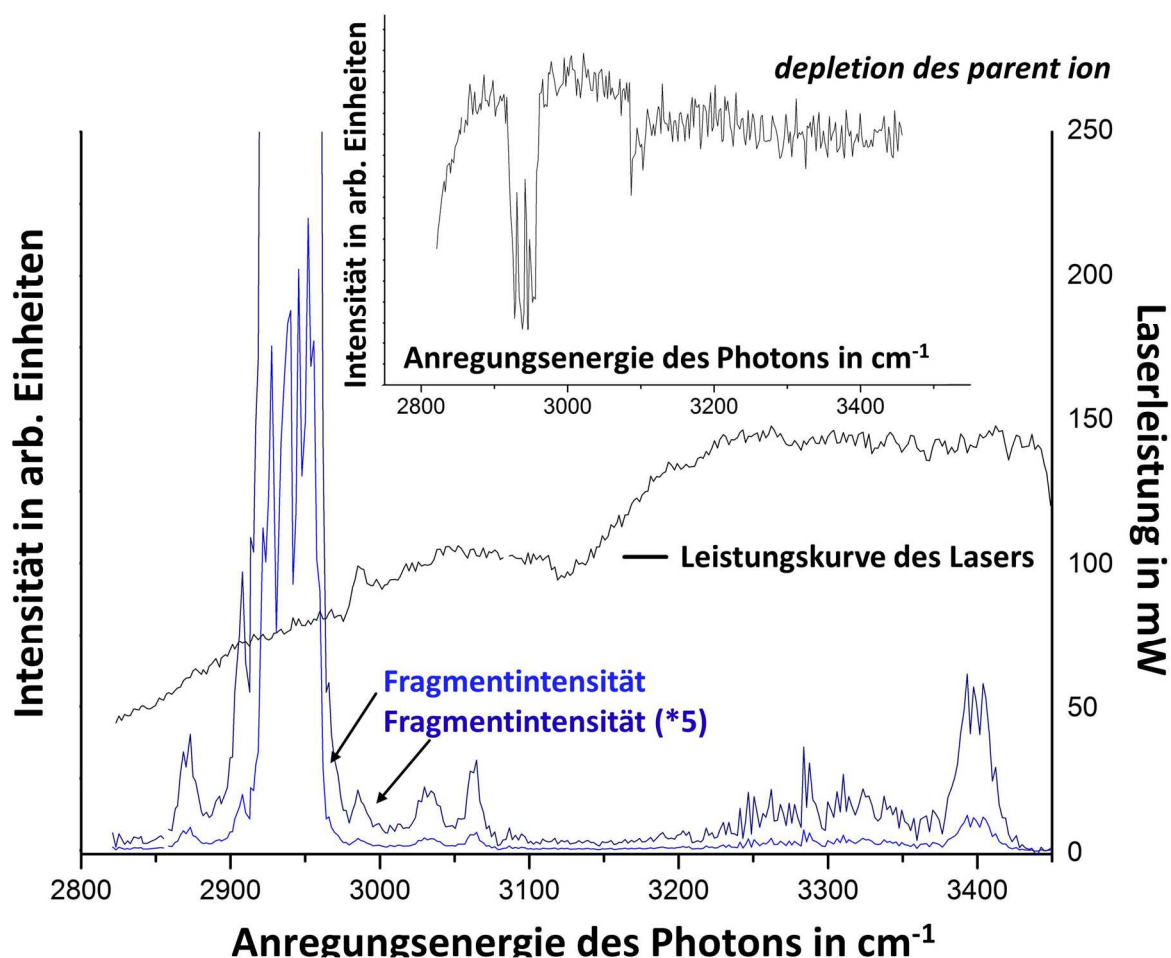 Intensität in arb. Einheiten
depletion des parent ion
Anregungsenergie des Photons in cm-1
2800
3000
3200
3400
Intensität in arb. Einheiten
Leistungskurve des Lasers
Fragmentintensität
Fragmentintensität (*5)
250
200
150
100
50
0
Laserleistung in mW
2800
2900
3000
3100
3200
3300
3400
Anregungsenergie des Photons in cm-1